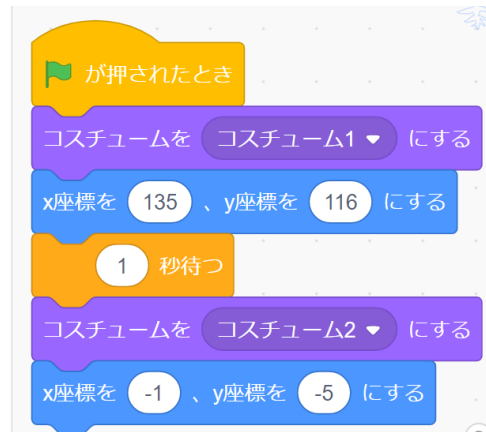 が押されたとき
コスチュームを コスチューム1 にする
x座標を 135 、y座標を 116 にする
1 秒待つ
コスチュームを コスチューム2 にする
x座標を -1 、y座標を -5 にする